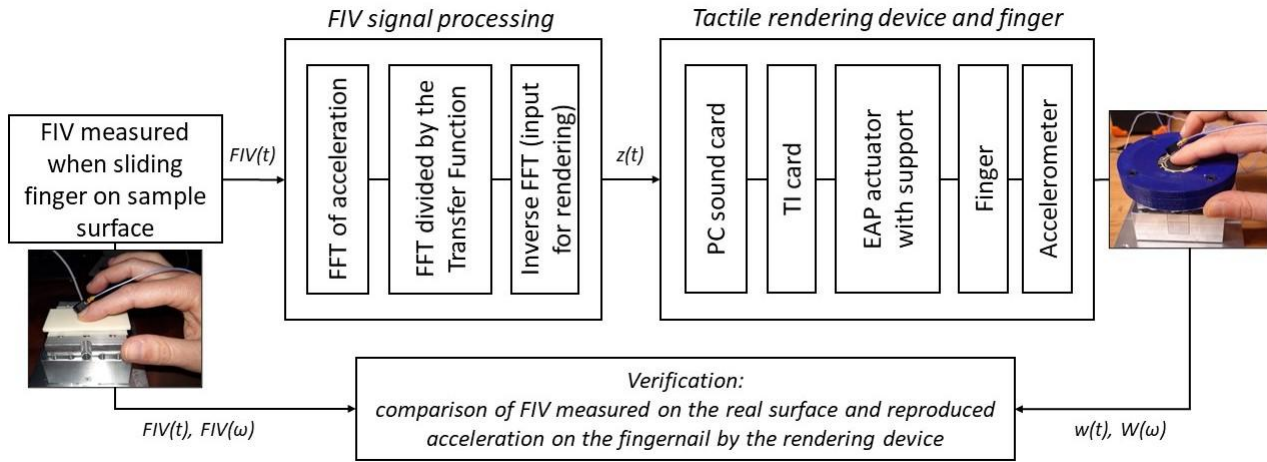 FIV signal processing
Tactile rendering device and finger
FIV measured
when sliding
finger on sample
surface
FIV(t)
FFT of acceleration
FFT divided by the
Transfer Function
Inverse FFT (input
for rendering)
z(t)
PC sound card
TI card
EAP actuator
with support
Finger
Accelerometer
Verification:
comparison of FIV measured on the real surface and reproduced
acceleration on the fingernail by the rendering device
FIV(t), FIV(ω)
w(t), W(ω)